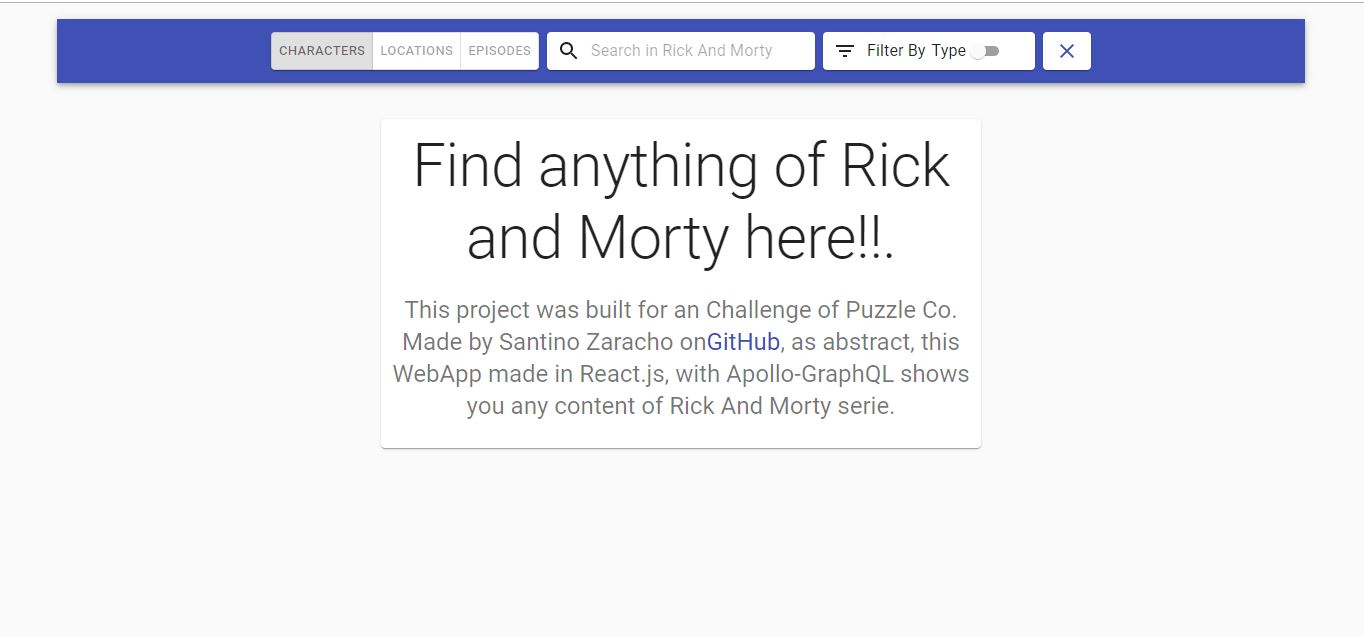 CHARACTERS LOCATIONS EPISODES Search in Rick And Morty Filter By Type
Find anything of Rick
and Morty here!!.
This project was built for an Challenge of Puzzle Co.
Made by Santino Zaracho onGitHub, as abstract, this
WebApp made in React.js, with Apollo-GraphQL shows
you any content of Rick And Morty serie.